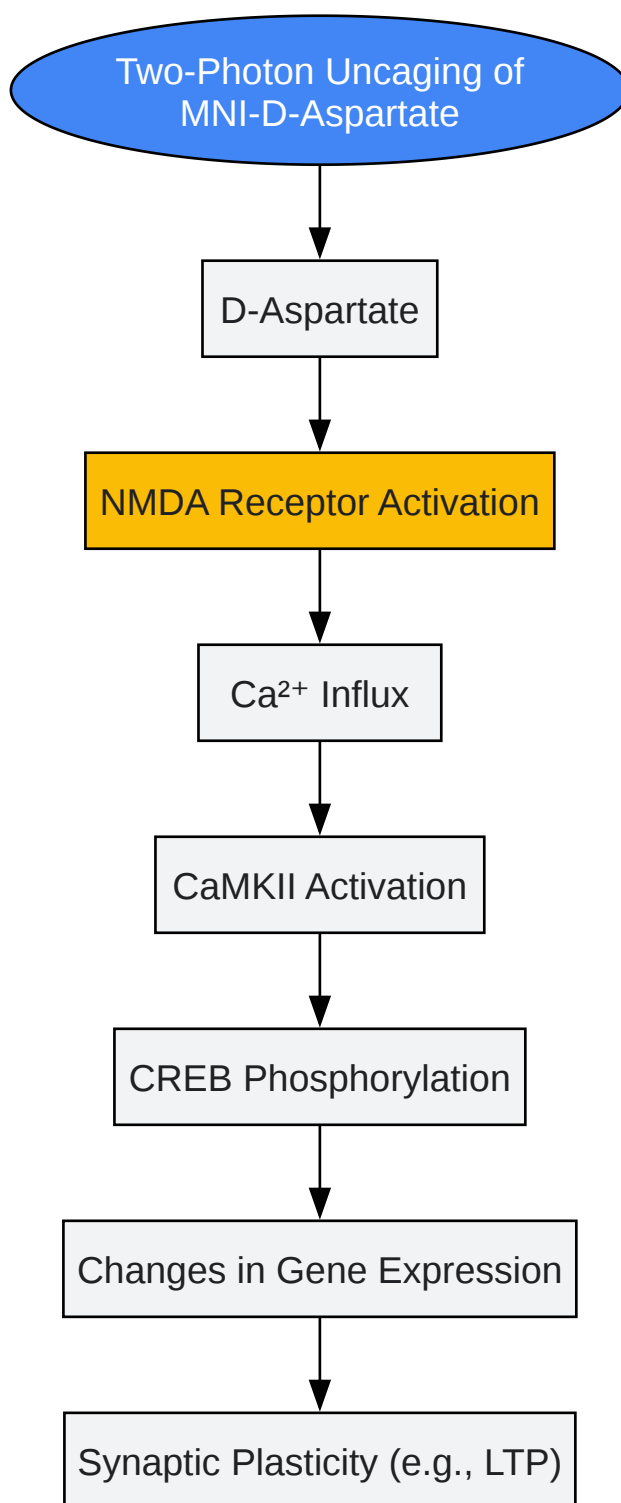 Two-Photon Uncaging of
MNI-D-Aspartate
D-Aspartate
NMDA Receptor Activation
Ca²⁺ Influx
CaMKII Activation
CREB Phosphorylation
Changes in Gene Expression
Synaptic Plasticity (e.g., LTP)